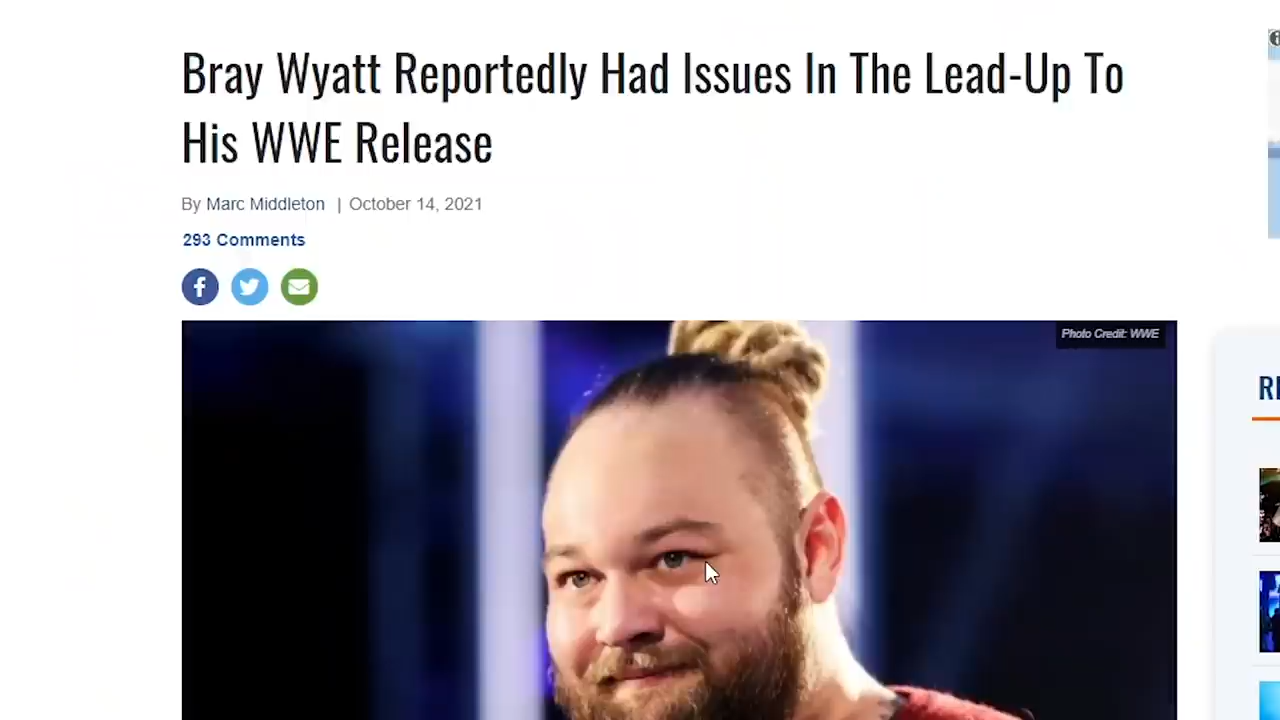 Bray Wyatt Reportedly Had Issues In The Lead-Up To
His WWE Release
By Marc Middleton | October 14, 2021
293 Comments
Photo Credit: WWE